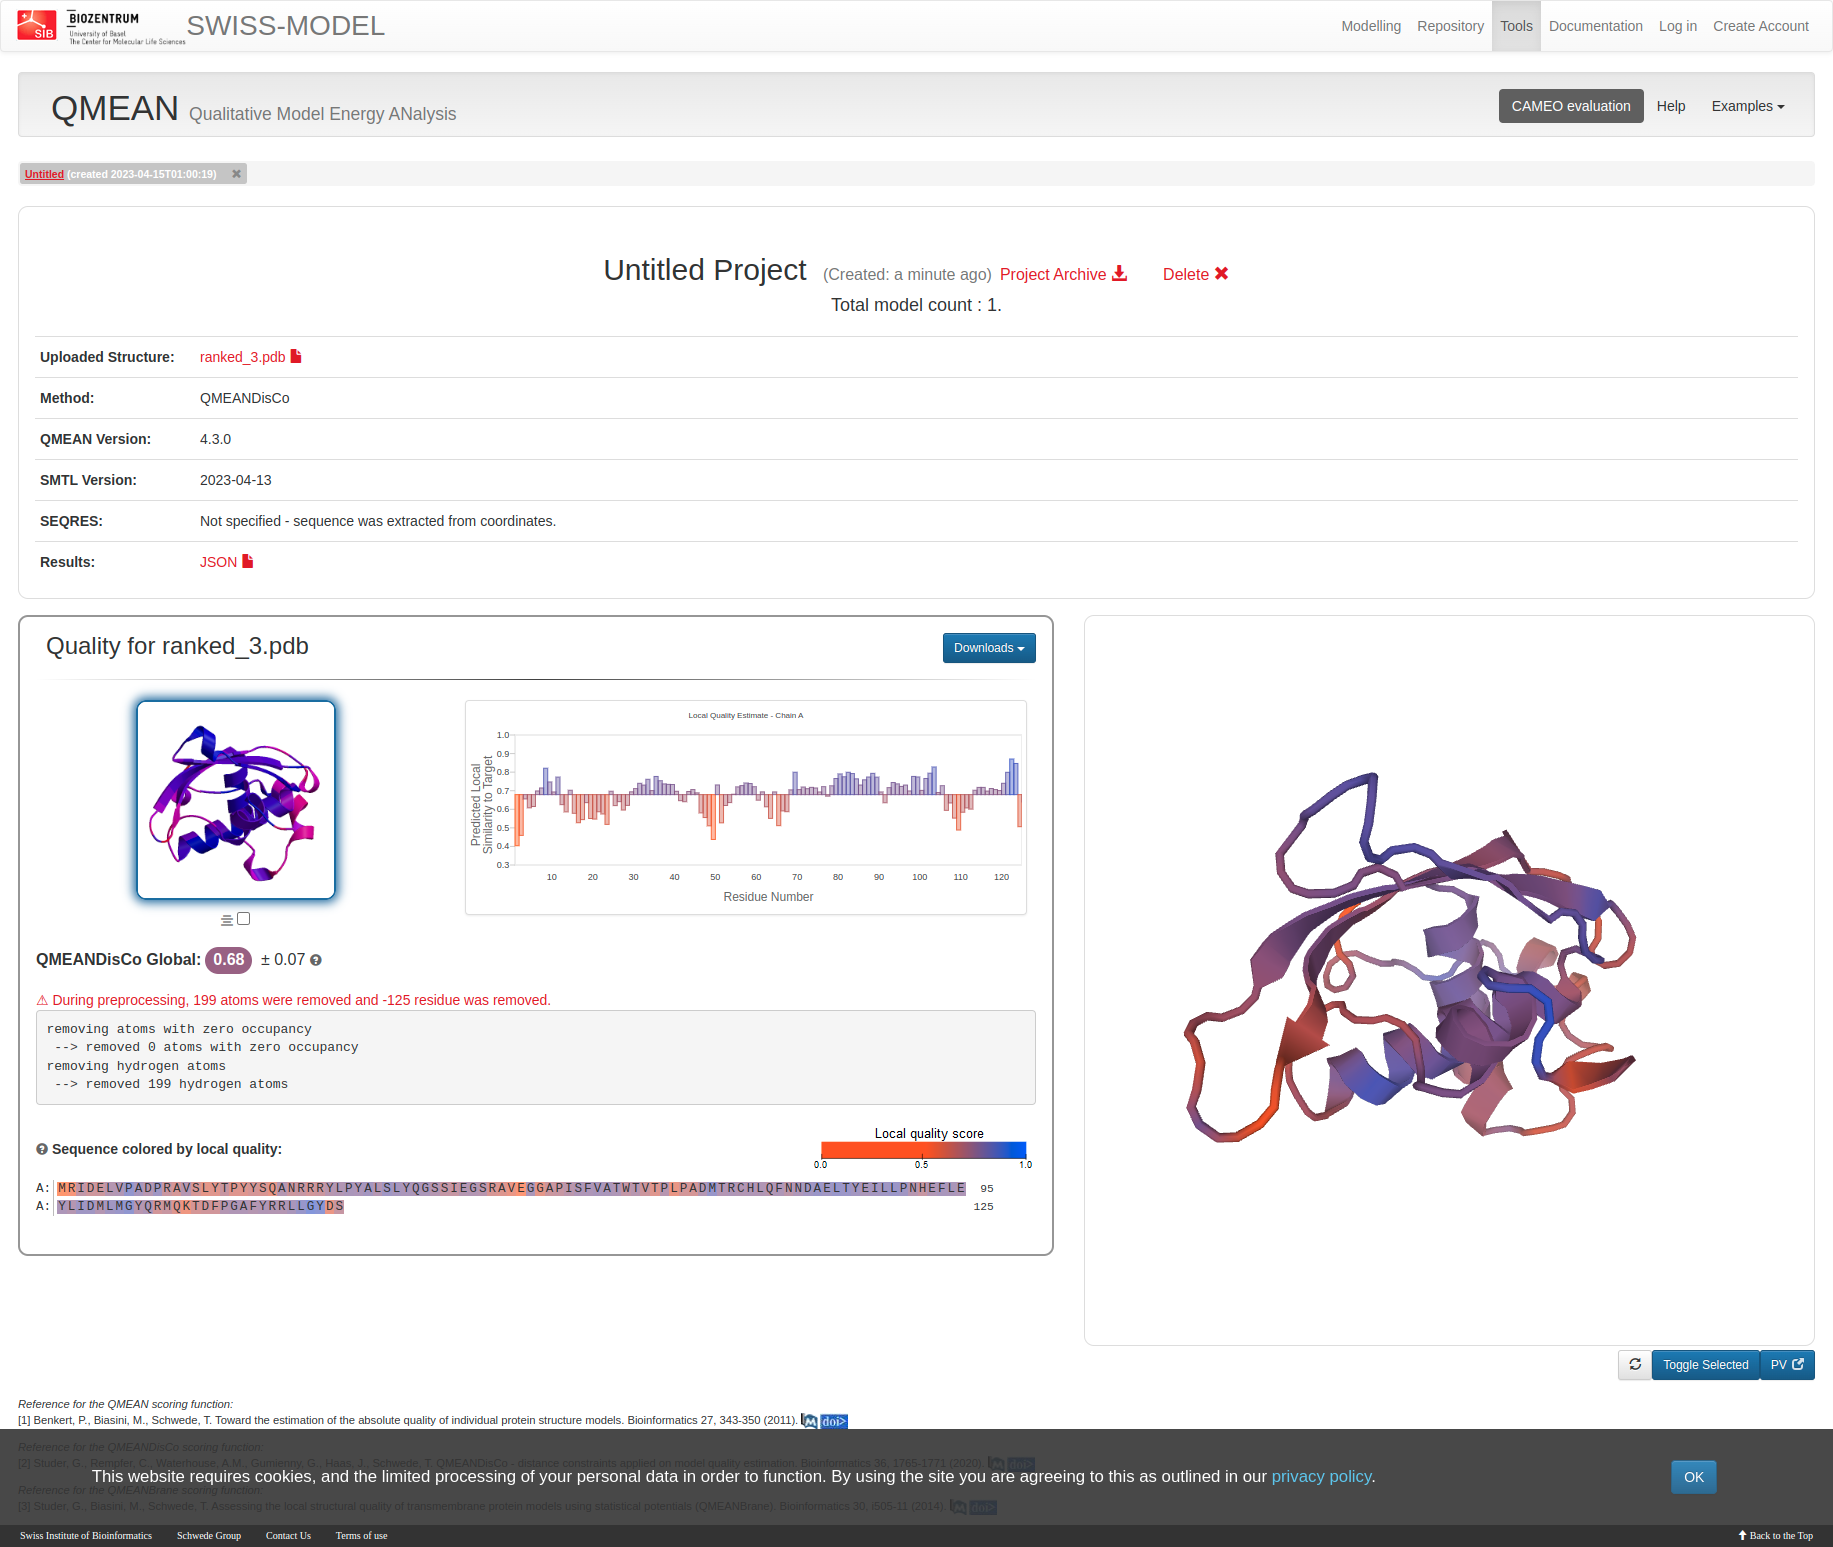 SIB
BIOZENTRUM
University of Basel
The Center for Molecular Life Sciences
SWISS-MODEL
Modelling Repository Tools Documentation Log in Create Account
QMEAN Qualitative Model Energy ANalysis
CAMEO evaluation Help Examples
Untitled (created 2023-04-15T01:00:19) ✖
Untitled Project (Created: a minute ago) Project Archive Delete ✖
Total model count : 1.
Uploaded Structure: ranked_3.pdb
Method: QMEANDisCo
QMEAN Version: 4.3.0
SMTL Version: 2023-04-13
SEQRES: Not specified - sequence was extracted from coordinates.
Results: JSON
Quality for ranked_3.pdb
Downloads
Local Quality Estimate - Chain A
Predicted Local
Similarity to Target
1.0
0.9
0.8
0.7
0.6
0.5
0.4
0.3
10 20 30 40 50 60 70 80 90 100 110 120
Residue Number
QMEANDisCo Global: 0.68 ± 0.07
⚠ During preprocessing, 199 atoms were removed and -125 residue was removed.
removing atoms with zero occupancy
--> removed 0 atoms with zero occupancy
removing hydrogen atoms
--> removed 199 hydrogen atoms
Sequence colored by local quality:
Local quality score
0.0 0.5 1.0
A: MRIDELVPADPRAVSLYTPYYSQANRRRYLPYALSLYQGSSIEGSRAVEGGAPISFVATWTVTPLPADMTRCHLQFNNDAELTYEILLPNHEFLE 95
A: YLIDMLMGYQRMQKTDFPGAFYRRLLGYDS 125
Toggle Selected
PV
Reference for the QMEAN scoring function:
[1] Benkert, P., Biasini, M., Schwede, T. Toward the estimation of the absolute quality of individual protein structure models. Bioinformatics 27, 343-350 (2011). doi>
Reference for the QMEANDisCo scoring function:
[2] Studer, G., Rempfer, C., Waterhouse, A.M., Gumienny, G., Haas, J., Schwede, T. QMEANDisCo - distance constraints applied on model quality estimation. Bioinformatics 36, 1765-1771 (2020). doi>
This website requires cookies, and the limited processing of your personal data in order to function. By using the site you are agreeing to this as outlined in our privacy policy.
OK
Reference for the QMEANBrane scoring function:
[3] Studer, G., Biasini, M., Schwede, T. Assessing the local structural quality of transmembrane protein models using statistical potentials (QMEANBrane). Bioinformatics 30, i505-11 (2014). doi>
Swiss Institute of Bioinformatics Schwede Group Contact Us Terms of use
Back to the Top